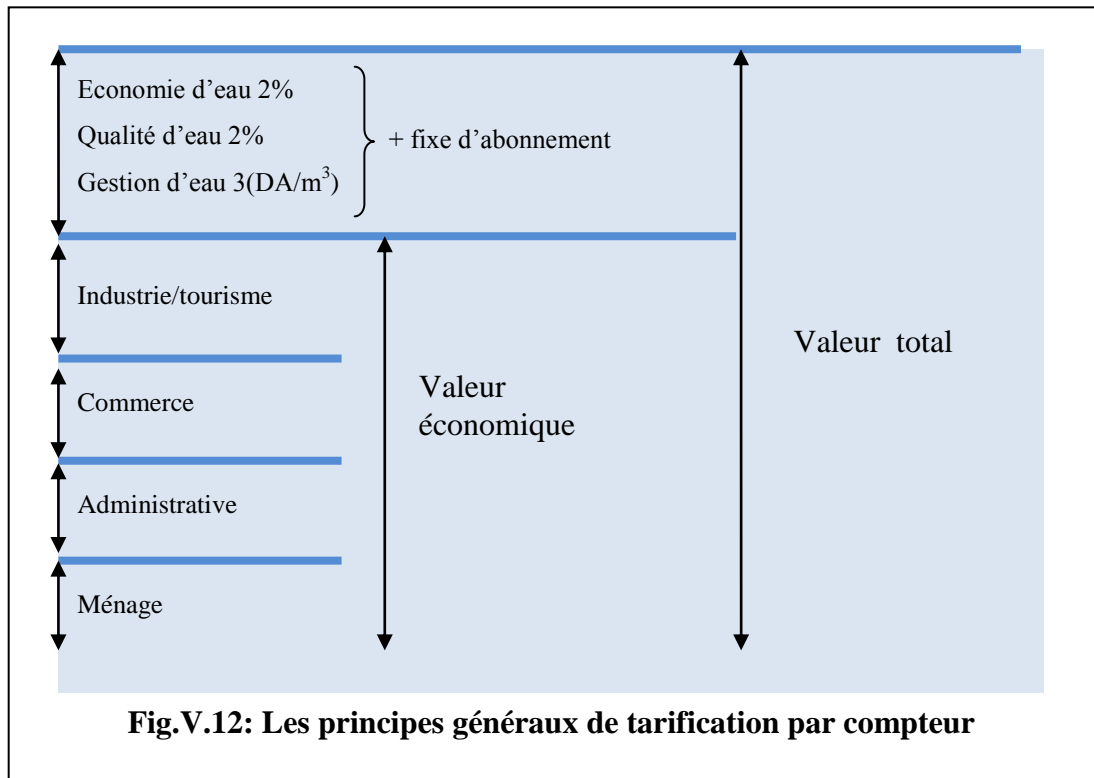 Economie d'eau 2%
Qualité d'eau 2%
Gestion d'eau 3(DA/m³)
+ fixe d'abonnement
Industrie/tourisme
Commerce
Administrative
Ménage
Valeur
économique
Valeur total
Fig.V.12: Les principes généraux de tarification par compteur